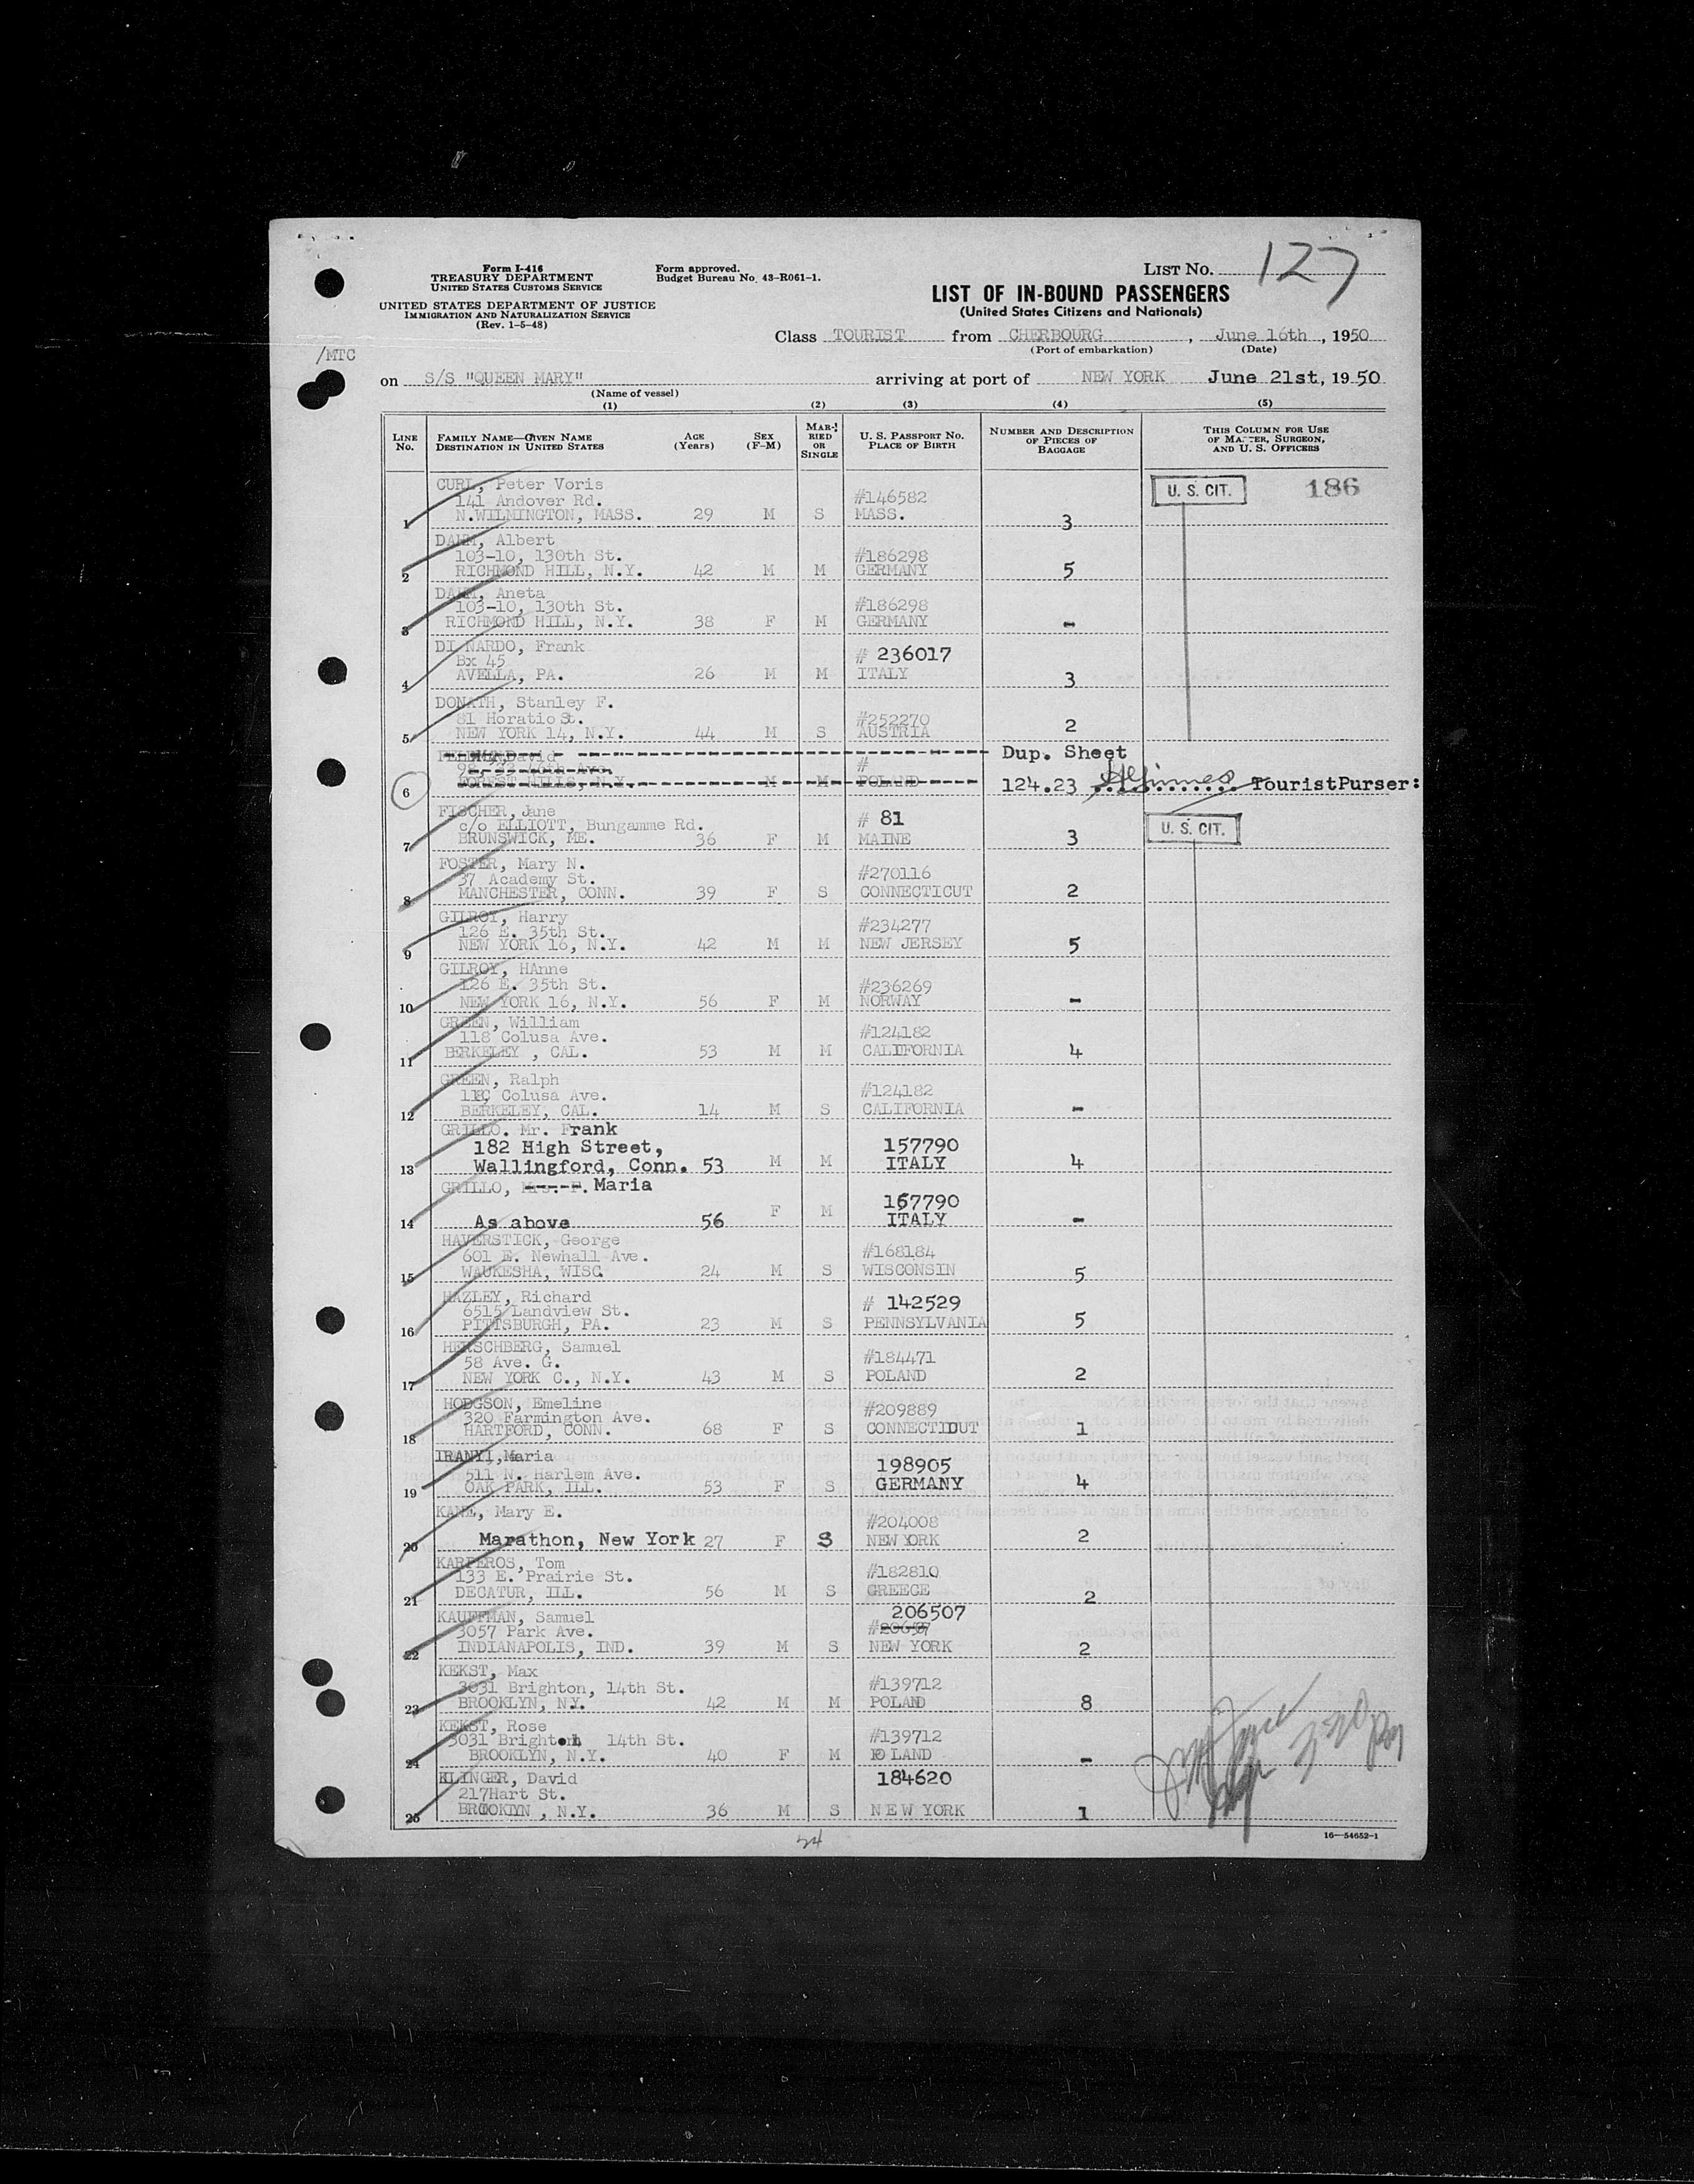 Form I-416
TREASURY DEPARTMENT
UNITED STATES CUSTOMS SERVICE
UNITED STATES DEPARTMENT OF JUSTICE
IMMIGRATION AND NATURALIZATION SERVICE
(Rev. 1-5-48)
Form approved.
Budget Bureau No. 43-R061-1.
LIST No. 127
LIST OF IN-BOUND PASSENGERS
(United States Citizens and Nationals)
Class TOURIST from CHERBOURG, June 16th, 1950
(Port of embarkation) (Date)
/MTC
on S/S "QUEEN MARY" arriving at port of NEW YORK June 21st, 1950
(Name of vessel)
(1) (2) (3) (4) (5)
LINE No. FAMILY NAME—GIVEN NAME DESTINATION IN UNITED STATES AGE (Years) SEX (F-M) MARRIED OR SINGLE U. S. PASSPORT No. PLACE OF BIRTH NUMBER AND DESCRIPTION OF PIECES OF BAGGAGE THIS COLUMN FOR USE OF MASTER, SURGEON, AND U. S. OFFICERS
CURL, Peter Voris U. S. CIT. 186
141 Andover Rd. #146582
1 N.WILMINGTON, MASS. 29 M S MASS. 3
DAHM, Albert
103-10, 130th St. #186298
2 RICHMOND HILL, N.Y. 42 M M GERMANY 5
DAHM, Aneta
103-10, 130th St. #186298
3 RICHMOND HILL, N.Y. 38 F M GERMANY -
DI NARDO, Frank
Bx 45 # 236017
4 AVELLA, PA. 26 M M ITALY 3
DONATH, Stanley F.
81 Horatio St. #252270
5 NEW YORK 14, N.Y. 44 M S AUSTRIA 2
David Dup. Sheet
#
6 FOREST HILLS, N.Y. M M POLAND 124.23 TouristPurser:
FISCHER, Jane # 81
c/o ELLIOTT, Bungamme Rd. U. S. CIT.
7 BRUNSWICK, ME. 36 F M MAINE 3
FOSTER, Mary N.
37 Academy St. #270116
8 MANCHESTER, CONN. 39 F S CONNECTICUT 2
GILROY, Harry
126 E. 35th St. #234277
9 NEW YORK 16, N.Y. 42 M M NEW JERSEY 5
GILROY, HAnne
126 E. 35th St. #236269
10 NEW YORK 16, N.Y. 56 F M NORWAY -
GREEN, William
118 Colusa Ave. #124182
11 BERKELEY , CAL. 53 M M CALIFORNIA 4
GREEN, Ralph
118 Colusa Ave. #124182
12 BERKELEY, CAL. 14 M S CALIFORNIA -
GRILLO. Mr. Frank
182 High Street, 157790
13 Wallingford, Conn. 53 M M ITALY 4
GRILLO, Mrs. F. Maria
157790
14 As above 56 F M ITALY -
HAVERSTICK, George
601 E. Newhall Ave. #168184
15 WAUKESHA, WISC. 24 M S WISCONSIN 5
HAZLEY, Richard
6515 Landview St. # 142529
16 PITTSBURGH, PA. 23 M S PENNSYLVANIA 5
HERSCHBERG, Samuel
58 Ave. G. #184471
17 NEW YORK C., N.Y. 43 M S POLAND 2
HODGSON, Emeline
320 Farmington Ave. #209889
18 HARTFORD, CONN. 68 F S CONNECTICUT 1
IRANYI, Maria
511 N. Harlem Ave. 198905
19 OAK PARK, ILL. 53 F S GERMANY 4
KANE, Mary E.
#204008
20 Marathon, New York 27 F S NEW YORK 2
KARPEROS, Tom
133 E. Prairie St. #182810
21 DECATUR, ILL. 56 M S GREECE 2
KAUFFMAN, Samuel 206507
3057 Park Ave. #20657
22 INDIANAPOLIS, IND. 39 M S NEW YORK 2
KEKST, Max
3031 Brighton, 14th St. #139712
23 BROOKLYN, N.Y. 42 M M POLAND 8
KEKST, Rose
3031 Brighton 14th St. #139712
24 BROOKLYN, N.Y. 40 F M POLAND -
KLINGER, David 184620
217Hart St.
25 BROOKLYN , N.Y. 36 M S NEW YORK 1
24
16—54652-1